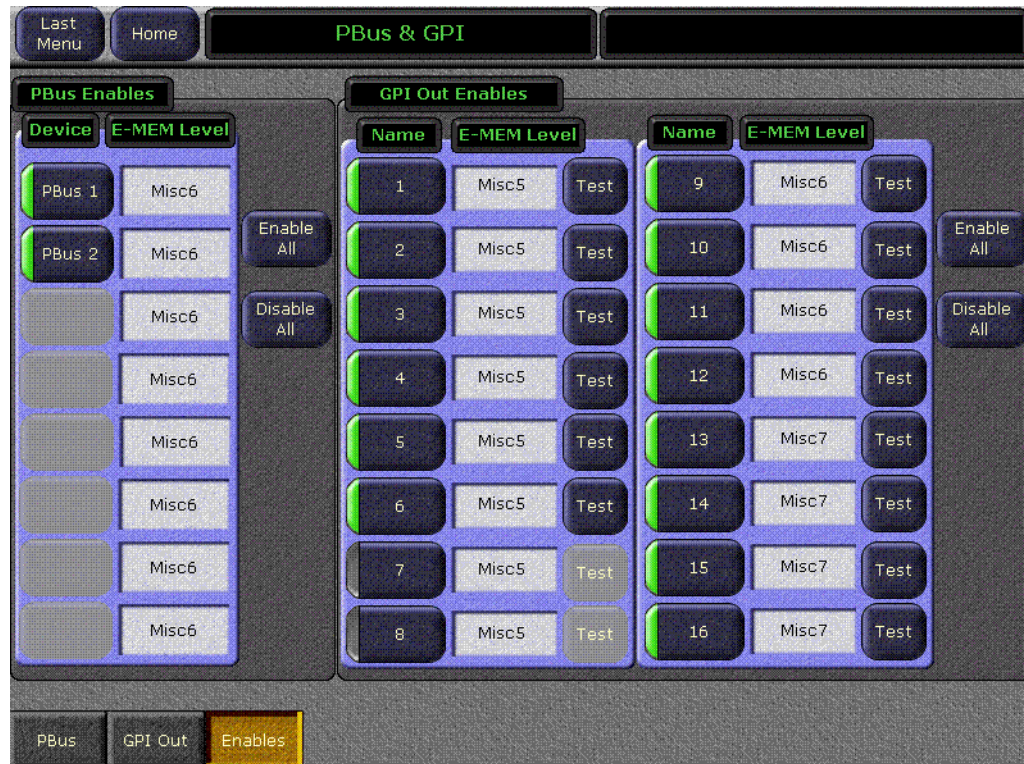 Last Menu Home PBus & GPI
PBus Enables GPI Out Enables
Device E-MEM Level Name E-MEM Level Name E-MEM Level
PBus 1 Misc6 1 Misc5 Test 9 Misc6 Test
Enable All Enable All
PBus 2 Misc6 2 Misc5 Test 10 Misc6 Test
Disable All Disable All
Misc6 3 Misc5 Test 11 Misc6 Test
Misc6 4 Misc5 Test 12 Misc6 Test
Misc6 5 Misc5 Test 13 Misc7 Test
Misc6 6 Misc5 Test 14 Misc7 Test
Misc6 7 Misc5 Test 15 Misc7 Test
Misc6 8 Misc5 Test 16 Misc7 Test
PBus GPI Out Enables